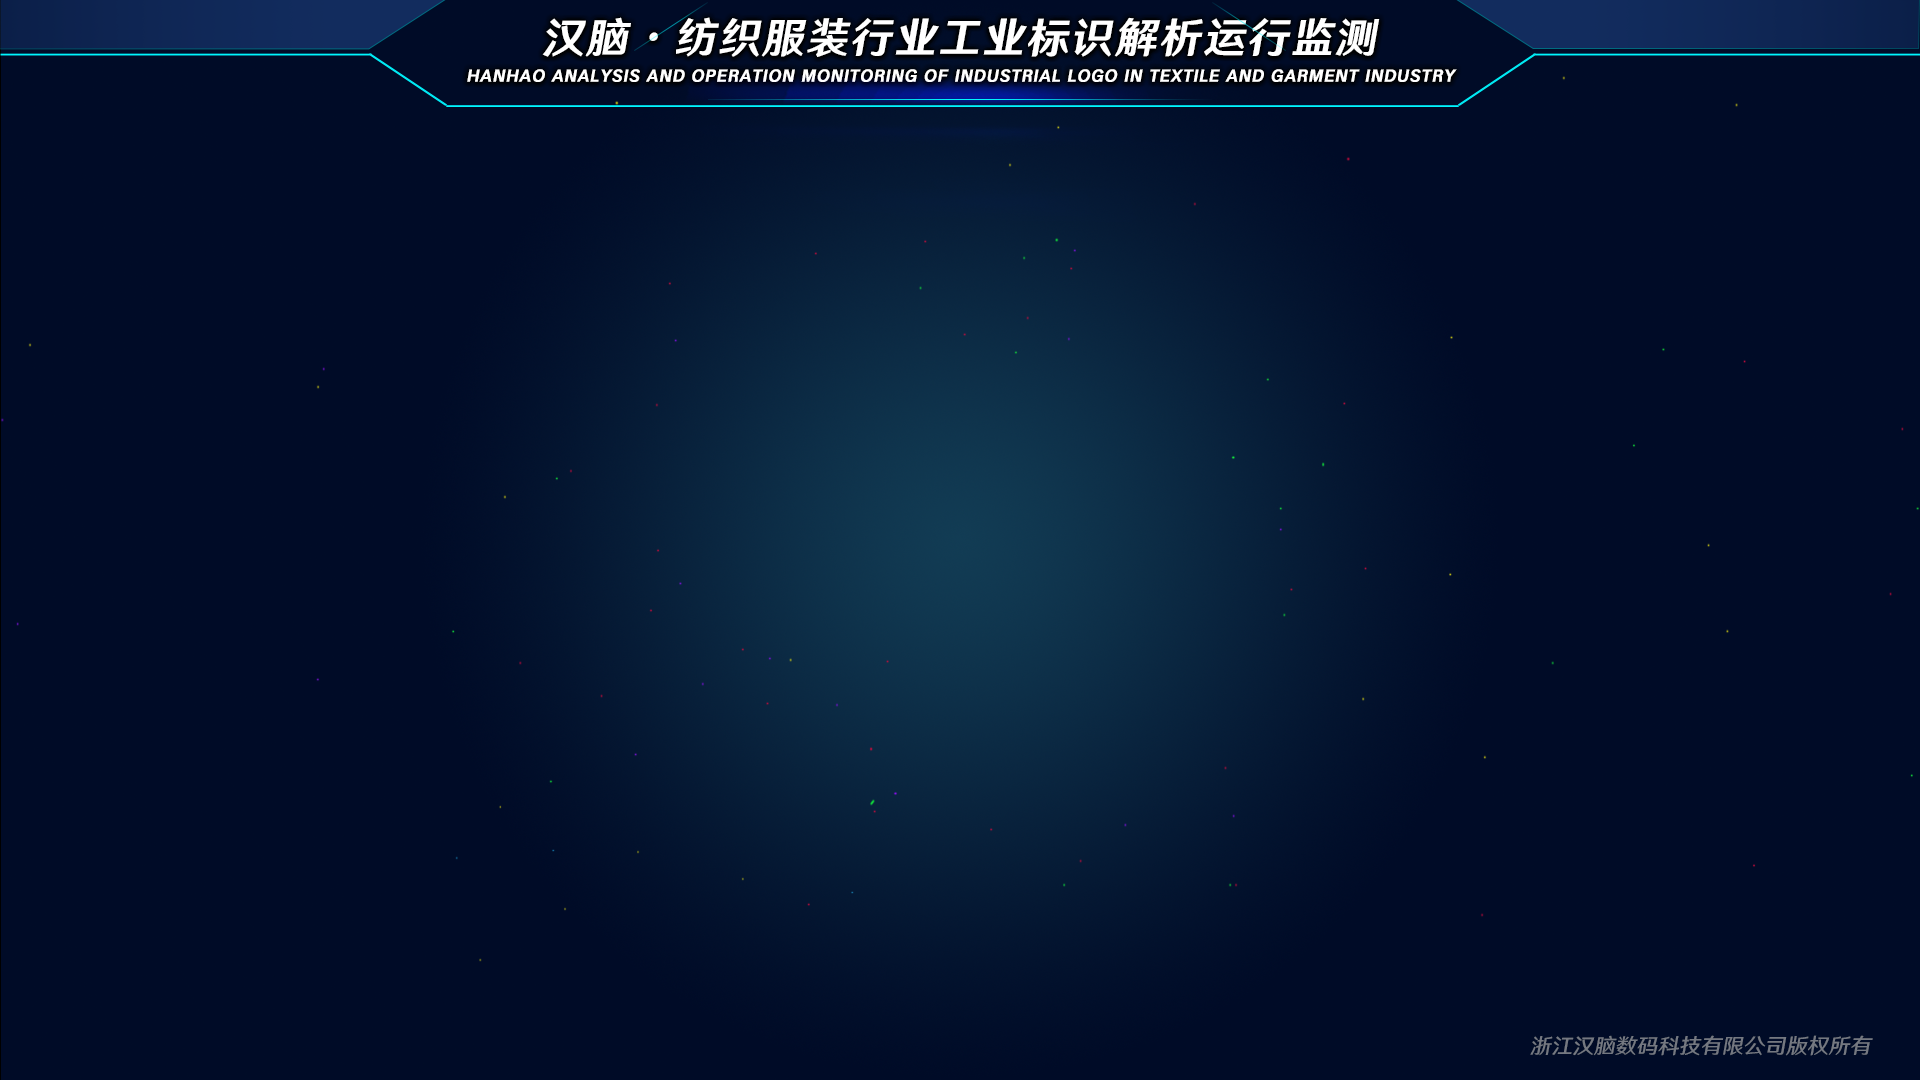 汉脑·纺织服装行业工业标识解析运行监测
HANHAO ANALYSIS AND OPERATION MONITORING OF INDUSTRIAL LOGO IN TEXTILE AND GARMENT INDUSTRY
浙江汉脑数码科技有限公司版权所有